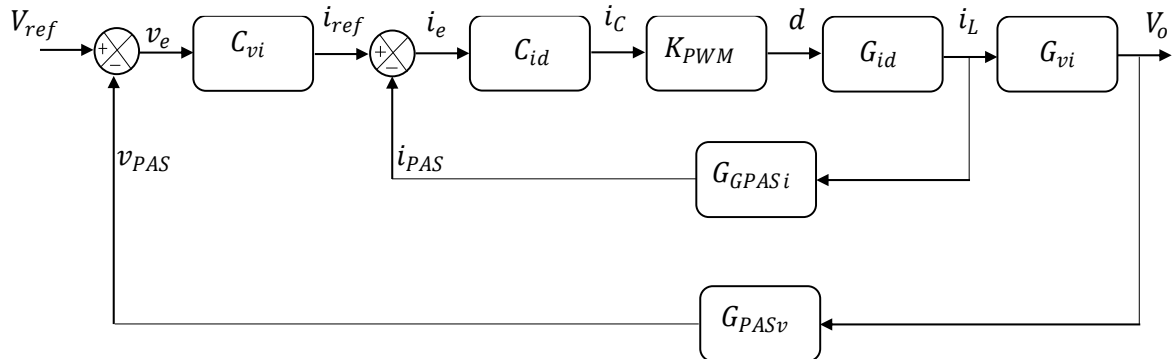 V_ref v_e C_vi i_ref i_e C_id i_C K_PWM d G_id i_L G_vi V_o
+ − + −
v_PAS i_PAS G_GPASi
G_PASv